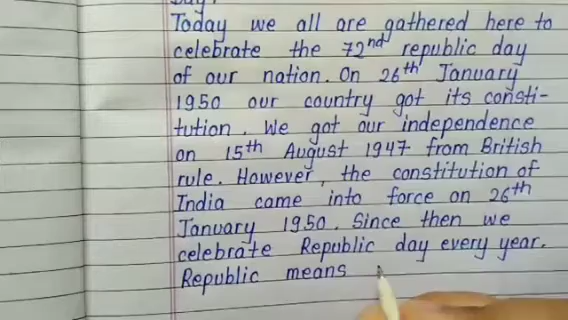 Today we all are gathered here to
celebrate the 72nd republic day
of our nation. On 26th January
1950 our country got its consti-
tution. We got our independence
on 15th August 1947 from British
rule. However, the constitution of
India came into force on 26th
January 1950. Since then we
celebrate Republic day every year.
Republic means